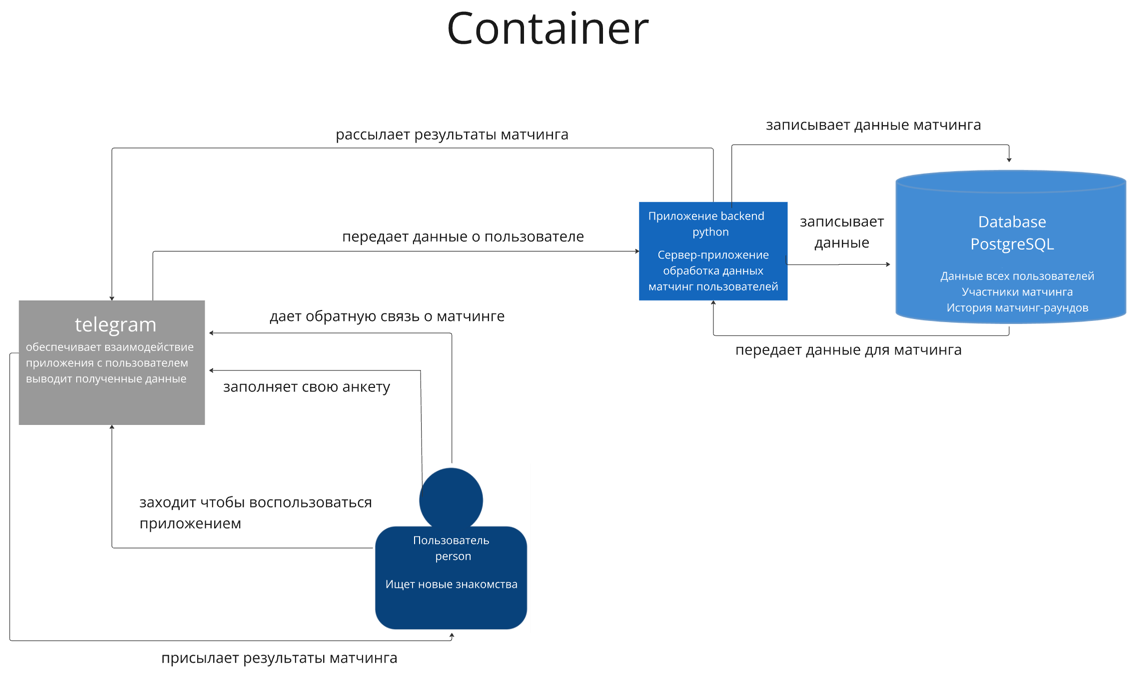 Container
записывает данные матчинга
рассылает результаты матчинга
Приложение backend
python
Сервер-приложение
обработка данных
матчинг пользователей
записывает
данные
Database
PostgreSQL
Данные всех пользователей
Участники матчинга
История матчинг-раундов
передает данные о пользователе
передает данные для матчинга
telegram
обеспечивает взаимодействие
приложения с пользователем
выводит полученные данные
дает обратную связь о матчинге
заполняет свою анкету
заходит чтобы воспользоваться
приложением
Пользователь
person
Ищет новые знакомства
присылает результаты матчинга